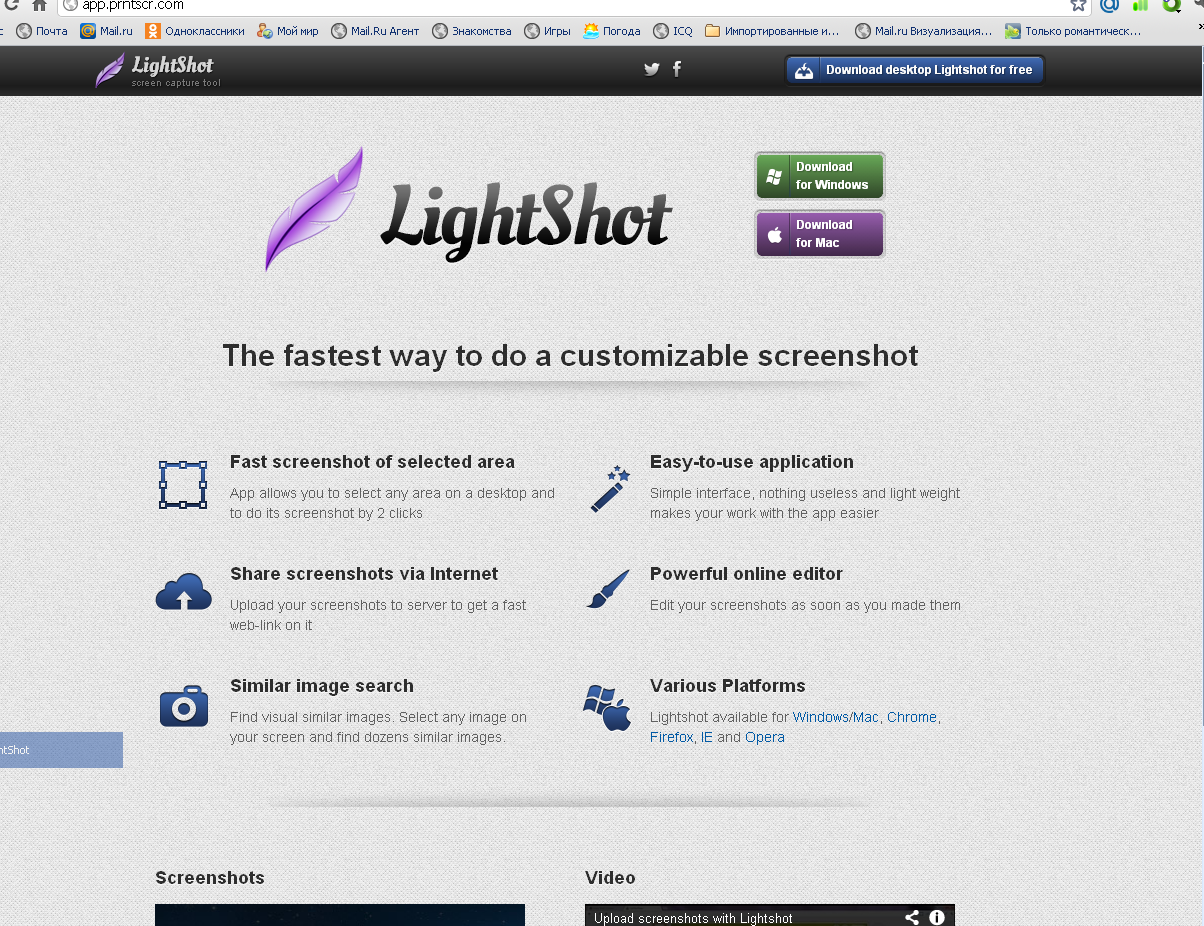 app.prntscr.com
Почта Mail.ru Одноклассники Мой мир Mail.Ru Агент Знакомства Игры Погода ICQ Импортированные и... Mail.ru Визуализация... Только романтическ...
LightShot
screen capture tool
Download desktop Lightshot for free
LightShot
Download
for Windows
Download
for Mac
The fastest way to do a customizable screenshot
Fast screenshot of selected area
App allows you to select any area on a desktop and
to do its screenshot by 2 clicks
Easy-to-use application
Simple interface, nothing useless and light weight
makes your work with the app easier
Share screenshots via Internet
Upload your screenshots to server to get a fast
web-link on it
Powerful online editor
Edit your screenshots as soon as you made them
Similar image search
Find visual similar images. Select any image on
your screen and find dozens similar images.
Various Platforms
Lightshot available for Windows/Mac, Chrome,
Firefox, IE and Opera
ntShot
Screenshots
Video
Upload screenshots with Lightshot